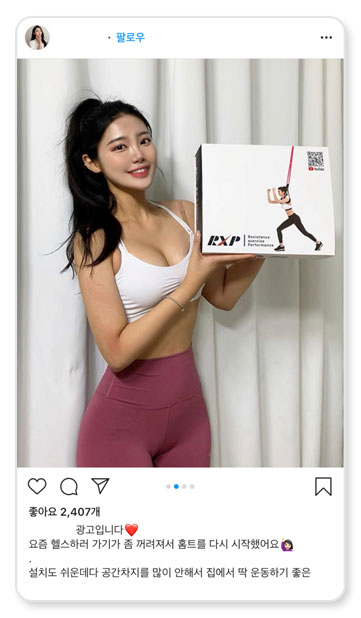 · 팔로우
YouTube
RXP
Resistance
exercise
Performance
좋아요 2,407개
광고입니다❤️
요즘 헬스하러 가기가 좀 꺼려져서 홈트를 다시 시작했어요🙋🏻‍♀️
.
설치도 쉬운데다 공간차지를 많이 안해서 집에서 딱 운동하기 좋은